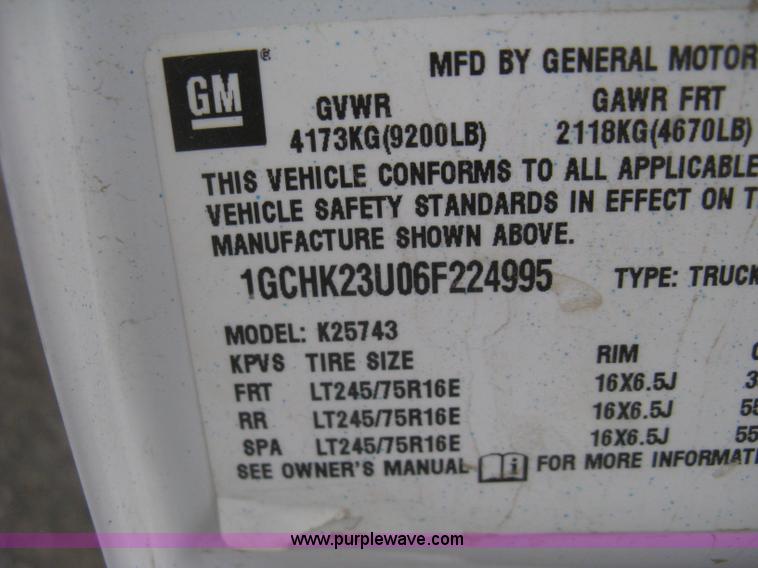 GM ®
MFD BY GENERAL MOTOR
GVWR GAWR FRT
4173KG(9200LB) 2118KG(4670LB)
THIS VEHICLE CONFORMS TO ALL APPLICABLE
VEHICLE SAFETY STANDARDS IN EFFECT ON T
MANUFACTURE SHOWN ABOVE.
1GCHK23U06F224995 TYPE: TRUCK
MODEL: K25743
KPVS TIRE SIZE RIM
FRT LT245/75R16E 16X6.5J 3
RR LT245/75R16E 16X6.5J 55
SPA LT245/75R16E 16X6.5J 55
SEE OWNER'S MANUAL i FOR MORE INFORMAT
www.purplewave.com